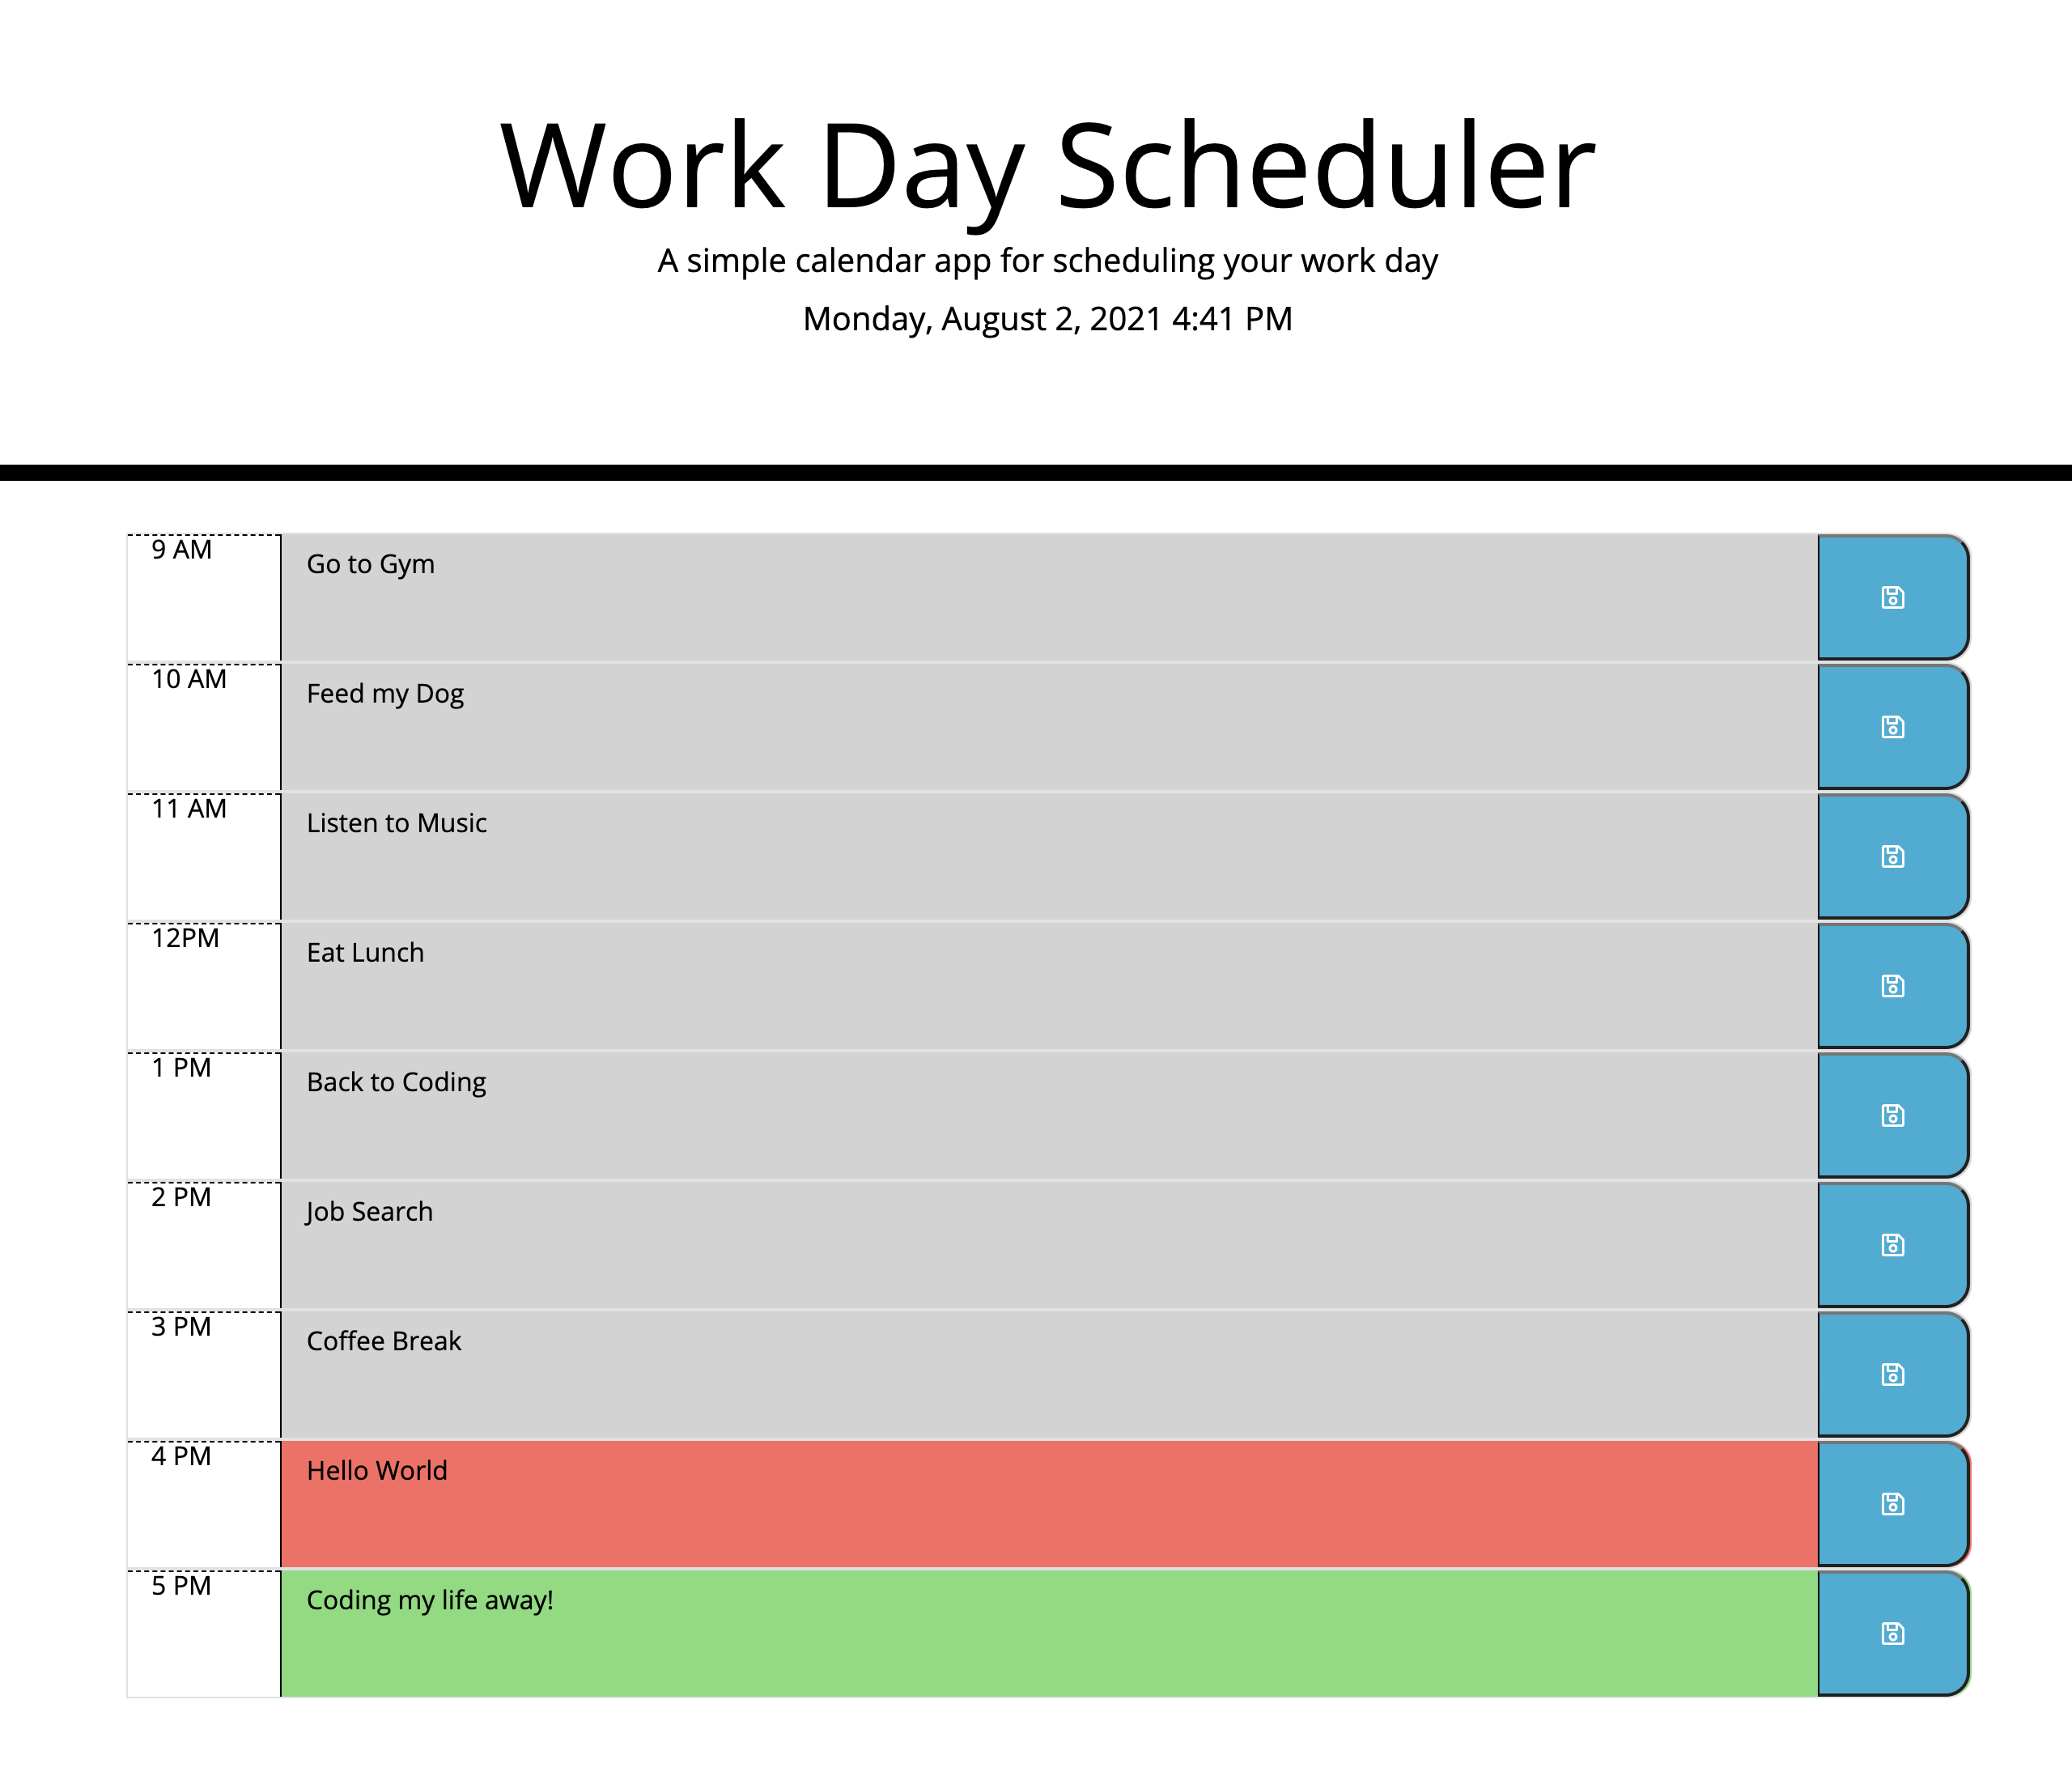 Work Day Scheduler
A simple calendar app for scheduling your work day
Monday, August 2, 2021 4:41 PM
9 AM Go to Gym
10 AM Feed my Dog
11 AM Listen to Music
12PM Eat Lunch
1 PM Back to Coding
2 PM Job Search
3 PM Coffee Break
4 PM Hello World
5 PM Coding my life away!